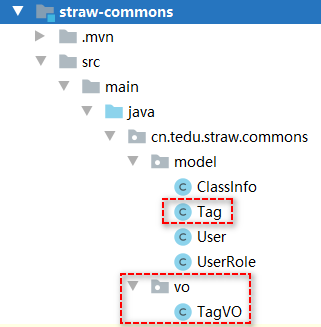 straw-commons
.mvn
src
main
java
cn.tedu.straw.commons
model
ClassInfo
Tag
User
UserRole
vo
TagVO